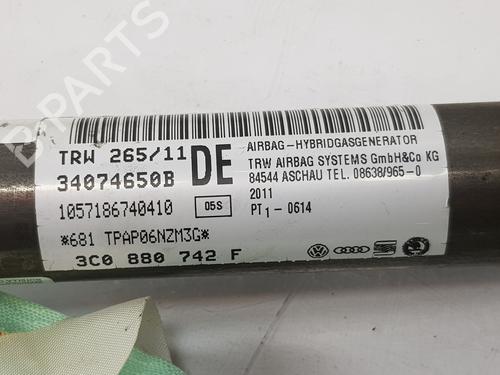 B PARTS
TRW 265/11
34074650B
DE
1057186740410
05S
*681 TPAP06NZM3G*
3C0 880 742 F
AIRBAG-HYBRIDGASGENERATOR
TRW AIRBAG SYSTEMS GmbH&Co KG
84544 ASCHAU TEL. 08638/965-0
2011
PT1-0614